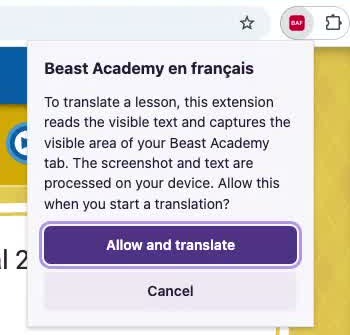 BAF
Beast Academy en français
To translate a lesson, this extension
reads the visible text and captures the
visible area of your Beast Academy
tab. The screenshot and text are
processed on your device. Allow this
when you start a translation?
al 2
Allow and translate
Cancel